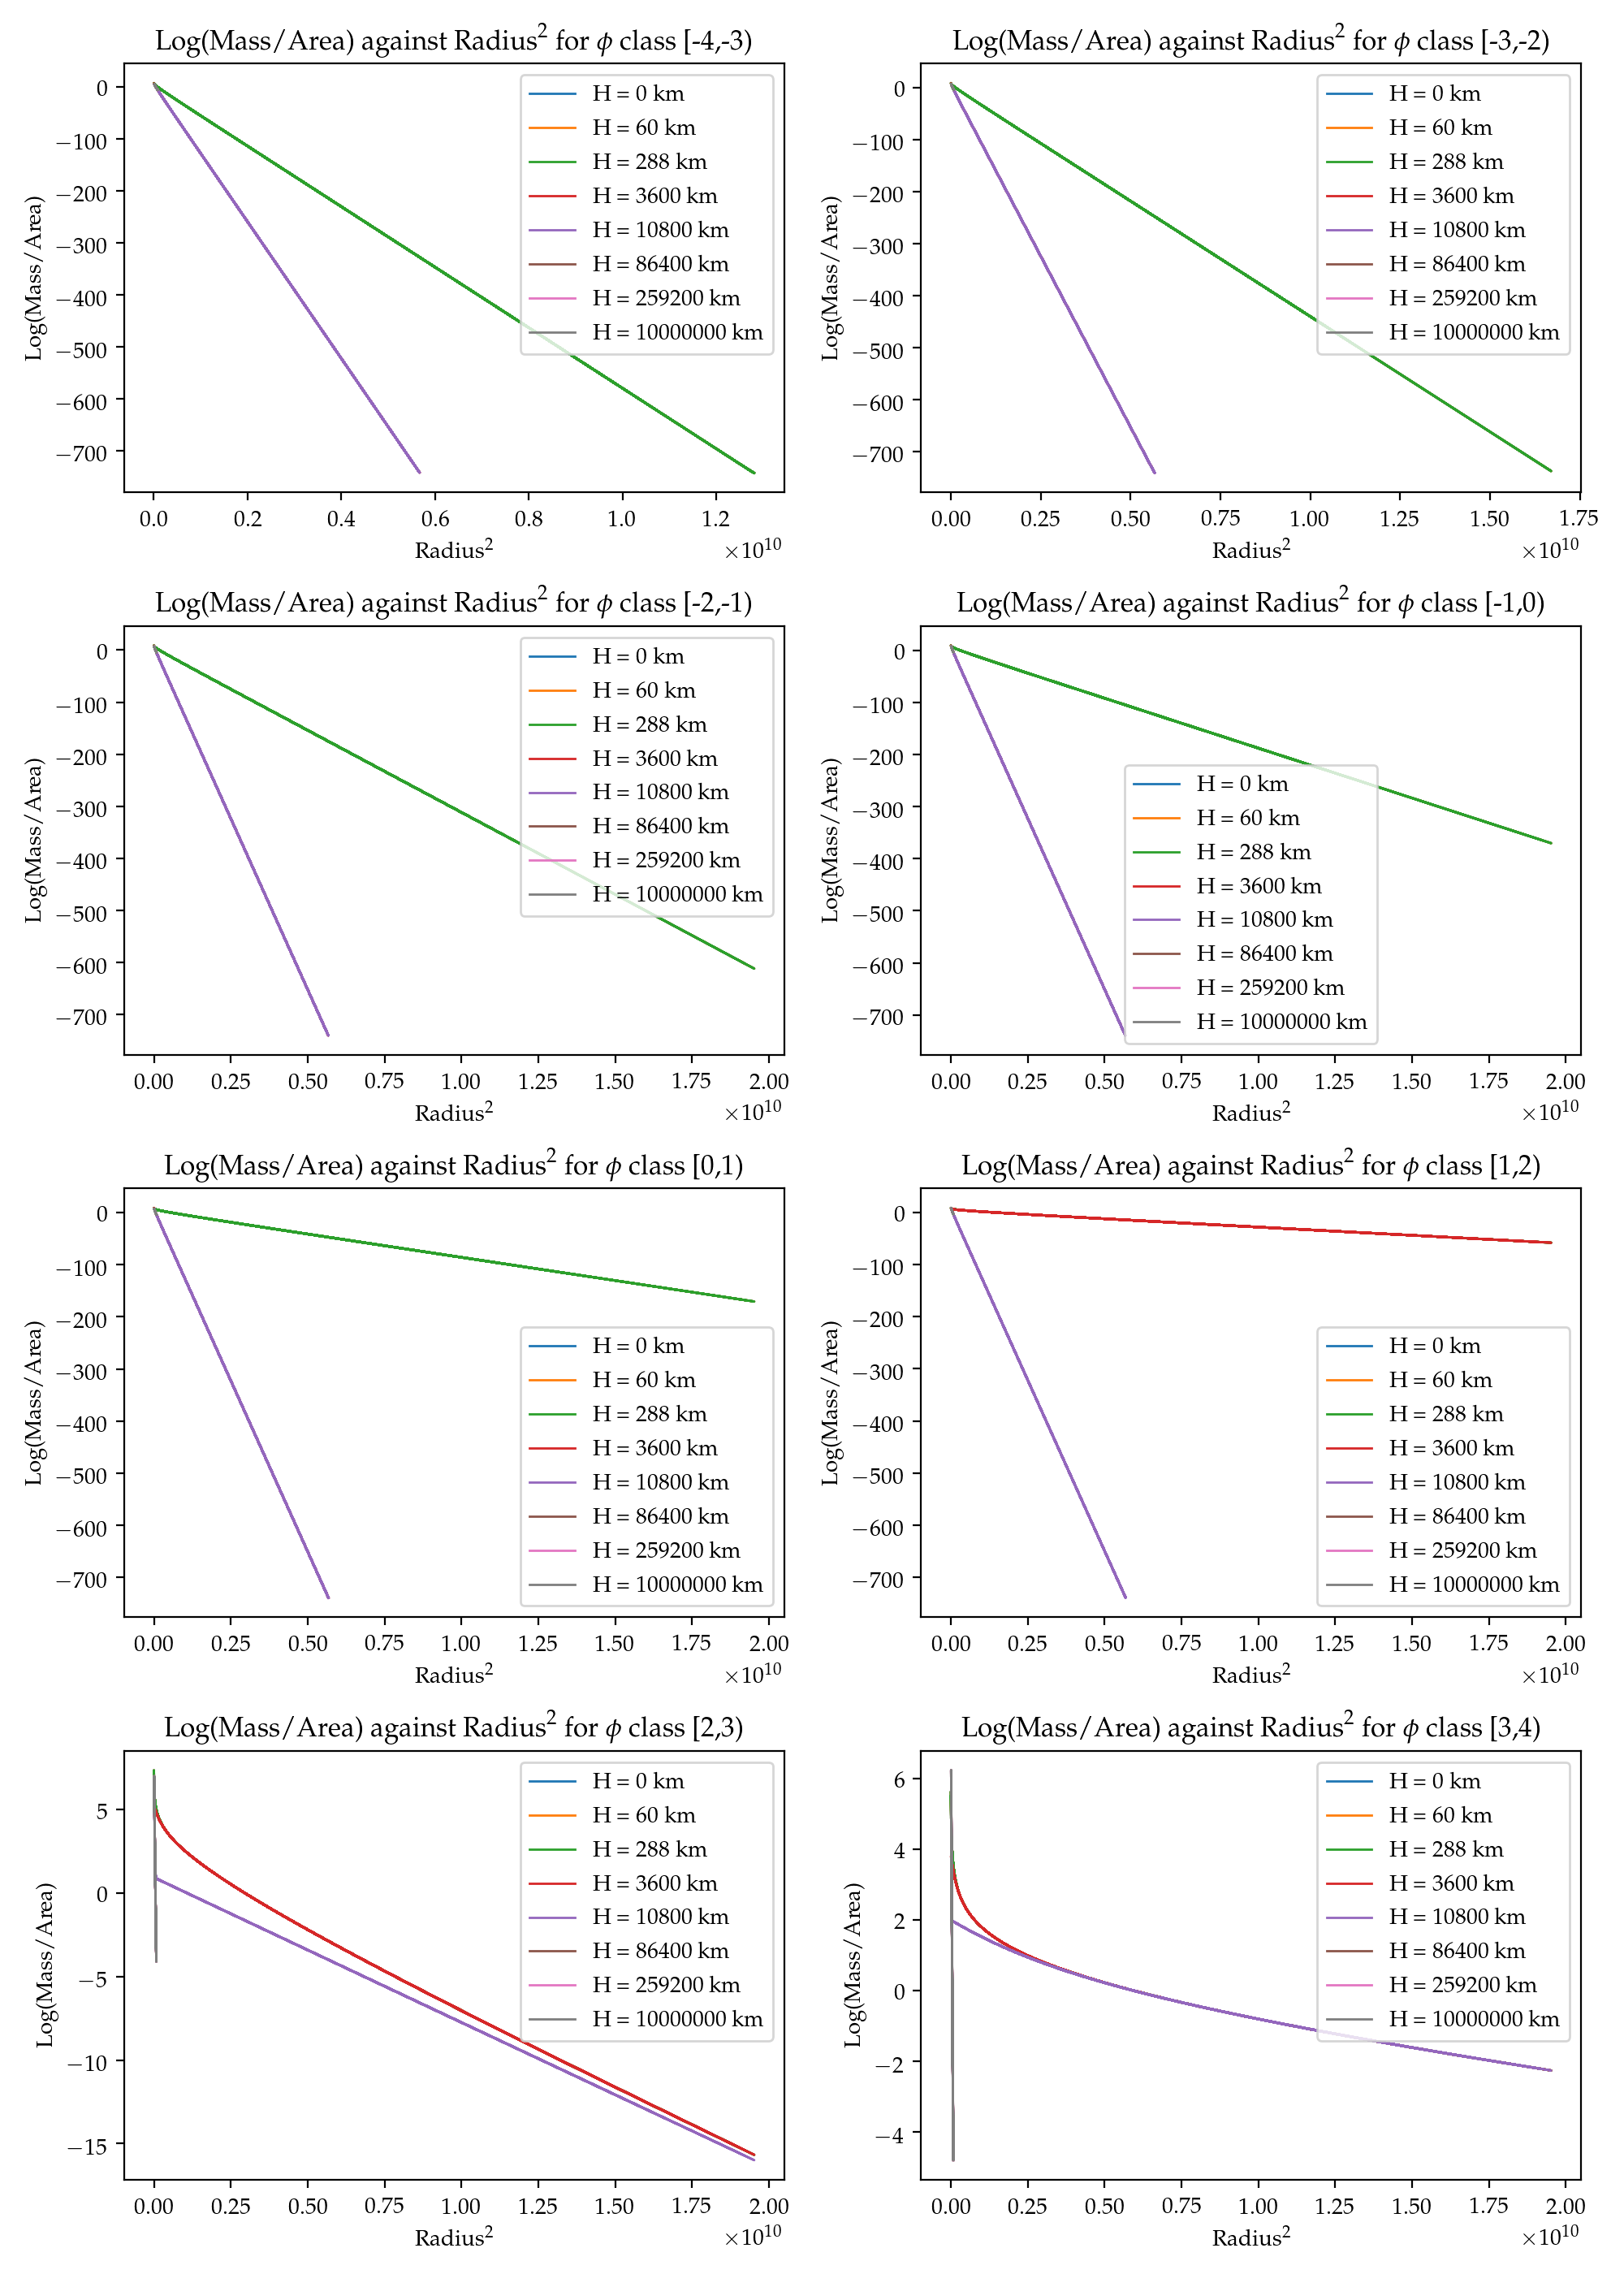 Log(Mass/Area) against Radius² for ϕ class [-4,-3)
Log(Mass/Area)
0
−100
−200
−300
−400
−500
−600
−700
H = 0 km
H = 60 km
H = 288 km
H = 3600 km
H = 10800 km
H = 86400 km
H = 259200 km
H = 10000000 km
0.0 0.2 0.4 0.6 0.8 1.0 1.2
Radius²
×10¹⁰
Log(Mass/Area) against Radius² for ϕ class [-3,-2)
Log(Mass/Area)
0
−100
−200
−300
−400
−500
−600
−700
H = 0 km
H = 60 km
H = 288 km
H = 3600 km
H = 10800 km
H = 86400 km
H = 259200 km
H = 10000000 km
0.00 0.25 0.50 0.75 1.00 1.25 1.50 1.75
Radius²
×10¹⁰
Log(Mass/Area) against Radius² for ϕ class [-2,-1)
Log(Mass/Area)
0
−100
−200
−300
−400
−500
−600
−700
H = 0 km
H = 60 km
H = 288 km
H = 3600 km
H = 10800 km
H = 86400 km
H = 259200 km
H = 10000000 km
0.00 0.25 0.50 0.75 1.00 1.25 1.50 1.75 2.00
Radius²
×10¹⁰
Log(Mass/Area) against Radius² for ϕ class [-1,0)
Log(Mass/Area)
0
−100
−200
−300
−400
−500
−600
−700
H = 0 km
H = 60 km
H = 288 km
H = 3600 km
H = 10800 km
H = 86400 km
H = 259200 km
H = 10000000 km
0.00 0.25 0.50 0.75 1.00 1.25 1.50 1.75 2.00
Radius²
×10¹⁰
Log(Mass/Area) against Radius² for ϕ class [0,1)
Log(Mass/Area)
0
−100
−200
−300
−400
−500
−600
−700
H = 0 km
H = 60 km
H = 288 km
H = 3600 km
H = 10800 km
H = 86400 km
H = 259200 km
H = 10000000 km
0.00 0.25 0.50 0.75 1.00 1.25 1.50 1.75 2.00
Radius²
×10¹⁰
Log(Mass/Area) against Radius² for ϕ class [1,2)
Log(Mass/Area)
0
−100
−200
−300
−400
−500
−600
−700
H = 0 km
H = 60 km
H = 288 km
H = 3600 km
H = 10800 km
H = 86400 km
H = 259200 km
H = 10000000 km
0.00 0.25 0.50 0.75 1.00 1.25 1.50 1.75 2.00
Radius²
×10¹⁰
Log(Mass/Area) against Radius² for ϕ class [2,3)
Log(Mass/Area)
5
0
−5
−10
−15
H = 0 km
H = 60 km
H = 288 km
H = 3600 km
H = 10800 km
H = 86400 km
H = 259200 km
H = 10000000 km
0.00 0.25 0.50 0.75 1.00 1.25 1.50 1.75 2.00
Radius²
×10¹⁰
Log(Mass/Area) against Radius² for ϕ class [3,4)
Log(Mass/Area)
6
4
2
0
−2
−4
H = 0 km
H = 60 km
H = 288 km
H = 3600 km
H = 10800 km
H = 86400 km
H = 259200 km
H = 10000000 km
0.00 0.25 0.50 0.75 1.00 1.25 1.50 1.75 2.00
Radius²
×10¹⁰